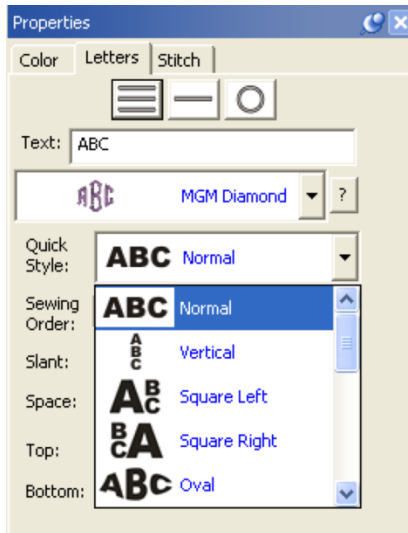 Properties
Color Letters Stitch
Text: ABC
ABC MGM Diamond ?
Quick Style: ABC Normal
Sewing Order: ABC Normal
Slant: ABC Vertical
Space: ABC Square Left
Top: BCA Square Right
Bottom: ABC Oval